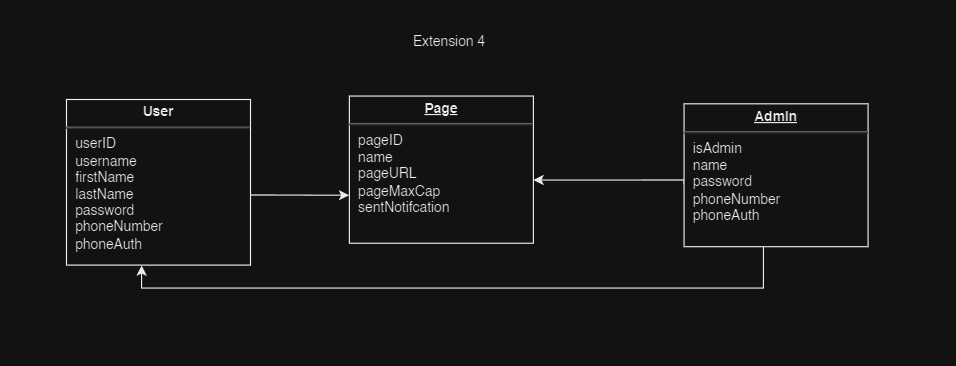 Extension 4
User
userID
username
firstName
lastName
password
phoneNumber
phoneAuth
Page
pageID
name
pageURL
pageMaxCap
sentNotifcation
Admin
isAdmin
name
password
phoneNumber
phoneAuth